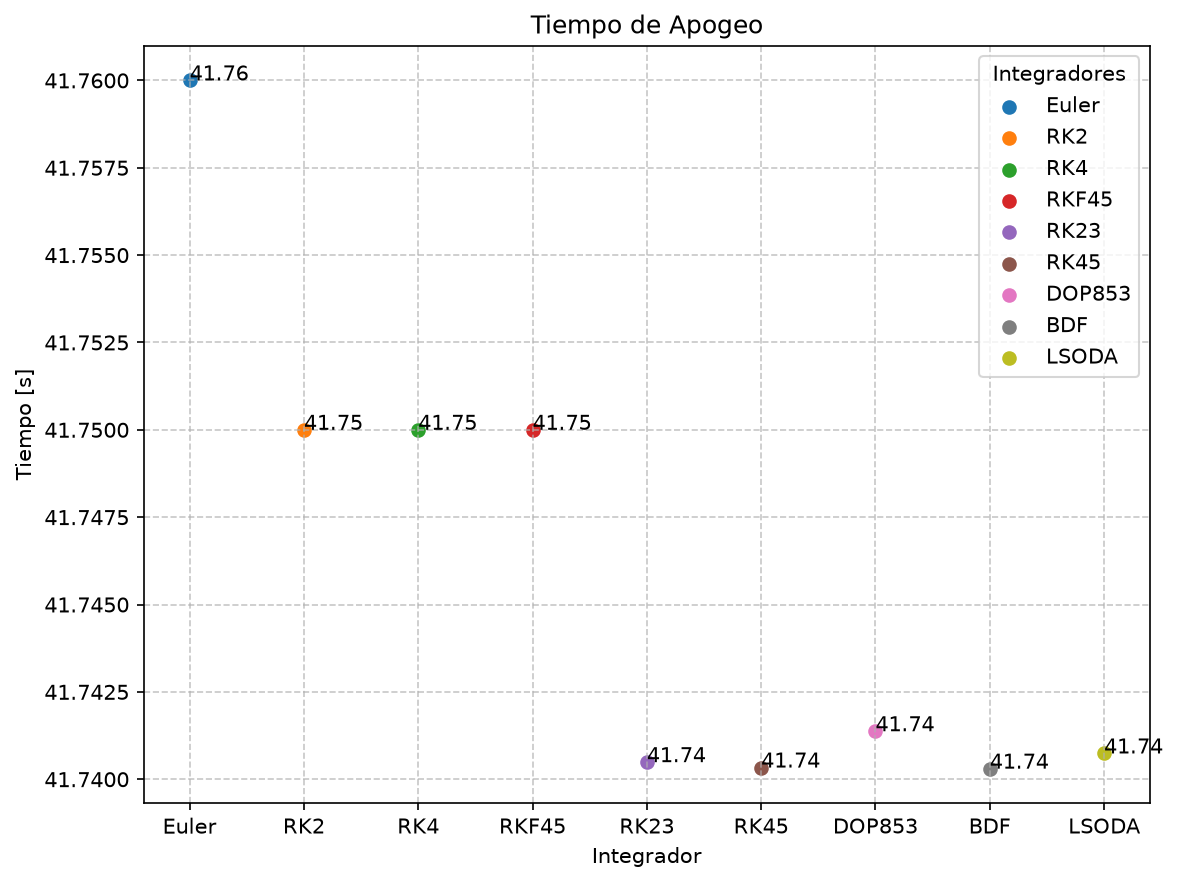 Tiempo de Apogeo
Tiempo [s]
41.7600
41.7575
41.7550
41.7525
41.7500
41.7475
41.7450
41.7425
41.7400
41.76
41.75
41.75
41.75
41.74
41.74
41.74
41.74
41.74
Integradores
Euler
RK2
RK4
RKF45
RK23
RK45
DOP853
BDF
LSODA
Euler RK2 RK4 RKF45 RK23 RK45 DOP853 BDF LSODA
Integrador